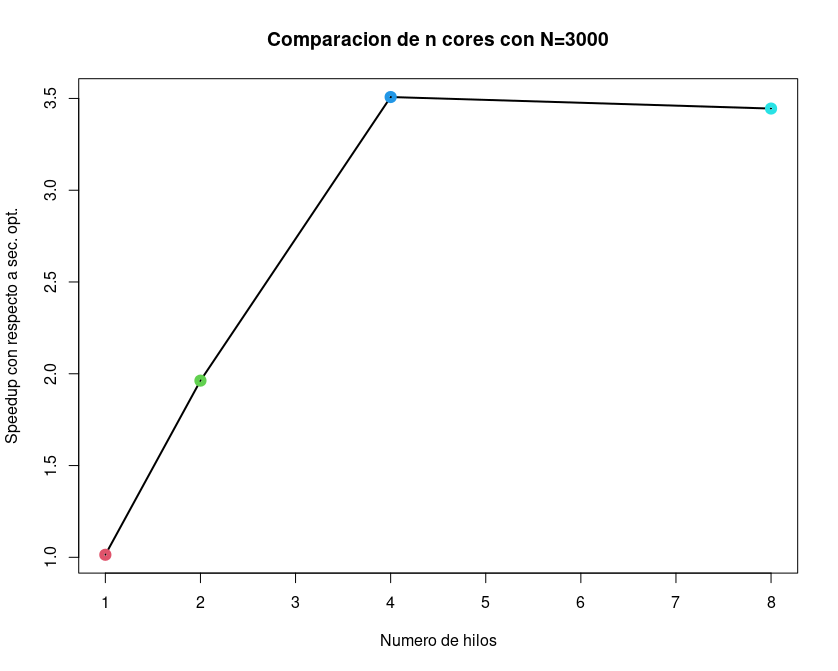 Comparacion de n cores con N=3000
Speedup con respecto a sec. opt.
3.5
3.0
2.5
2.0
1.5
1.0
1 2 3 4 5 6 7 8
Numero de hilos